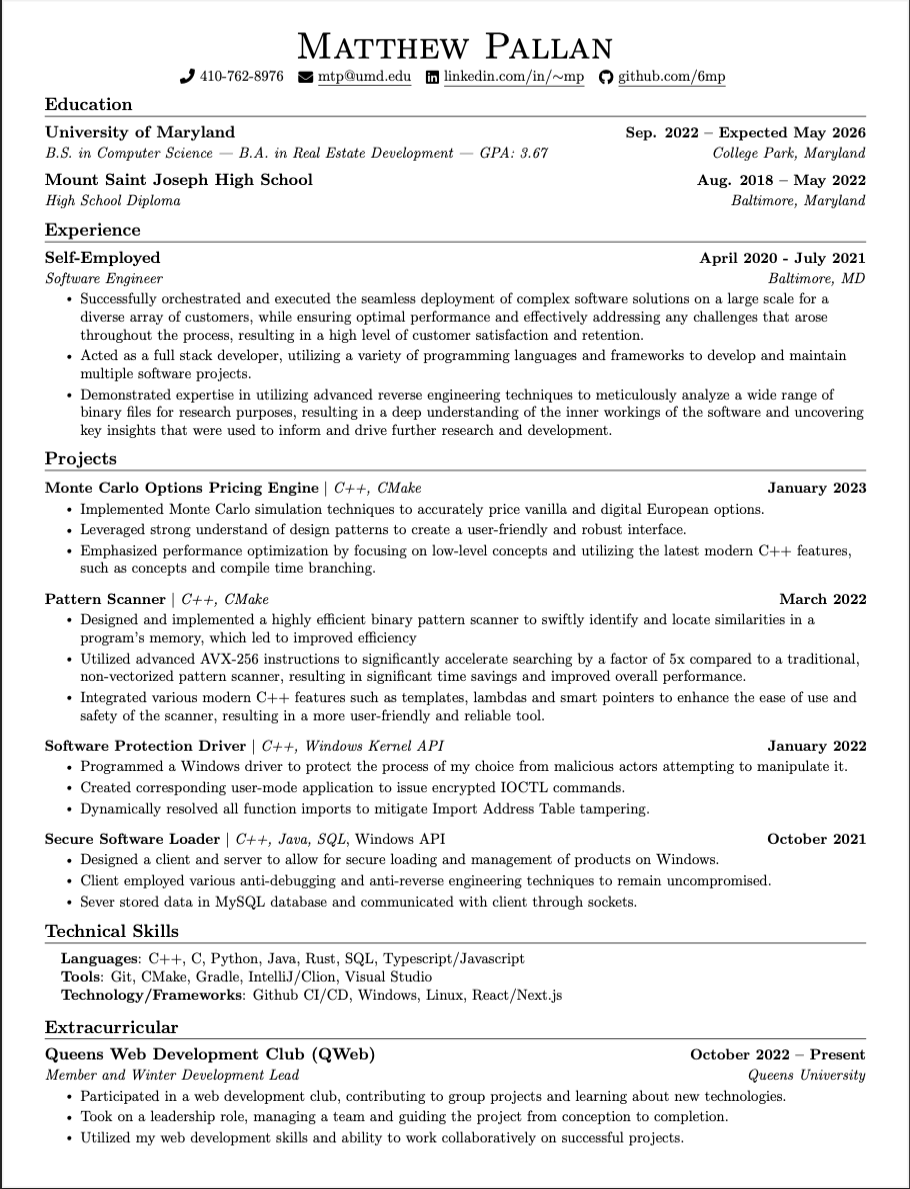 Matthew Pallan
410-762-8976 mtp@umd.edu linkedin.com/in/~mp github.com/6mp
Education
University of Maryland Sep. 2022 – Expected May 2026
B.S. in Computer Science — B.A. in Real Estate Development — GPA: 3.67 College Park, Maryland
Mount Saint Joseph High School Aug. 2018 – May 2022
High School Diploma Baltimore, Maryland
Experience
Self-Employed April 2020 - July 2021
Software Engineer Baltimore, MD
• Successfully orchestrated and executed the seamless deployment of complex software solutions on a large scale for a
diverse array of customers, while ensuring optimal performance and effectively addressing any challenges that arose
throughout the process, resulting in a high level of customer satisfaction and retention.
• Acted as a full stack developer, utilizing a variety of programming languages and frameworks to develop and maintain
multiple software projects.
• Demonstrated expertise in utilizing advanced reverse engineering techniques to meticulously analyze a wide range of
binary files for research purposes, resulting in a deep understanding of the inner workings of the software and uncovering
key insights that were used to inform and drive further research and development.
Projects
Monte Carlo Options Pricing Engine | C++, CMake January 2023
• Implemented Monte Carlo simulation techniques to accurately price vanilla and digital European options.
• Leveraged strong understand of design patterns to create a user-friendly and robust interface.
• Emphasized performance optimization by focusing on low-level concepts and utilizing the latest modern C++ features,
such as concepts and compile time branching.
Pattern Scanner | C++, CMake March 2022
• Designed and implemented a highly efficient binary pattern scanner to swiftly identify and locate similarities in a
program's memory, which led to improved efficiency
• Utilized advanced AVX-256 instructions to significantly accelerate searching by a factor of 5x compared to a traditional,
non-vectorized pattern scanner, resulting in significant time savings and improved overall performance.
• Integrated various modern C++ features such as templates, lambdas and smart pointers to enhance the ease of use and
safety of the scanner, resulting in a more user-friendly and reliable tool.
Software Protection Driver | C++, Windows Kernel API January 2022
• Programmed a Windows driver to protect the process of my choice from malicious actors attempting to manipulate it.
• Created corresponding user-mode application to issue encrypted IOCTL commands.
• Dynamically resolved all function imports to mitigate Import Address Table tampering.
Secure Software Loader | C++, Java, SQL, Windows API October 2021
• Designed a client and server to allow for secure loading and management of products on Windows.
• Client employed various anti-debugging and anti-reverse engineering techniques to remain uncompromised.
• Sever stored data in MySQL database and communicated with client through sockets.
Technical Skills
Languages: C++, C, Python, Java, Rust, SQL, Typescript/Javascript
Tools: Git, CMake, Gradle, IntelliJ/Clion, Visual Studio
Technology/Frameworks: Github CI/CD, Windows, Linux, React/Next.js
Extracurricular
Queens Web Development Club (QWeb) October 2022 – Present
Member and Winter Development Lead Queens University
• Participated in a web development club, contributing to group projects and learning about new technologies.
• Took on a leadership role, managing a team and guiding the project from conception to completion.
• Utilized my web development skills and ability to work collaboratively on successful projects.